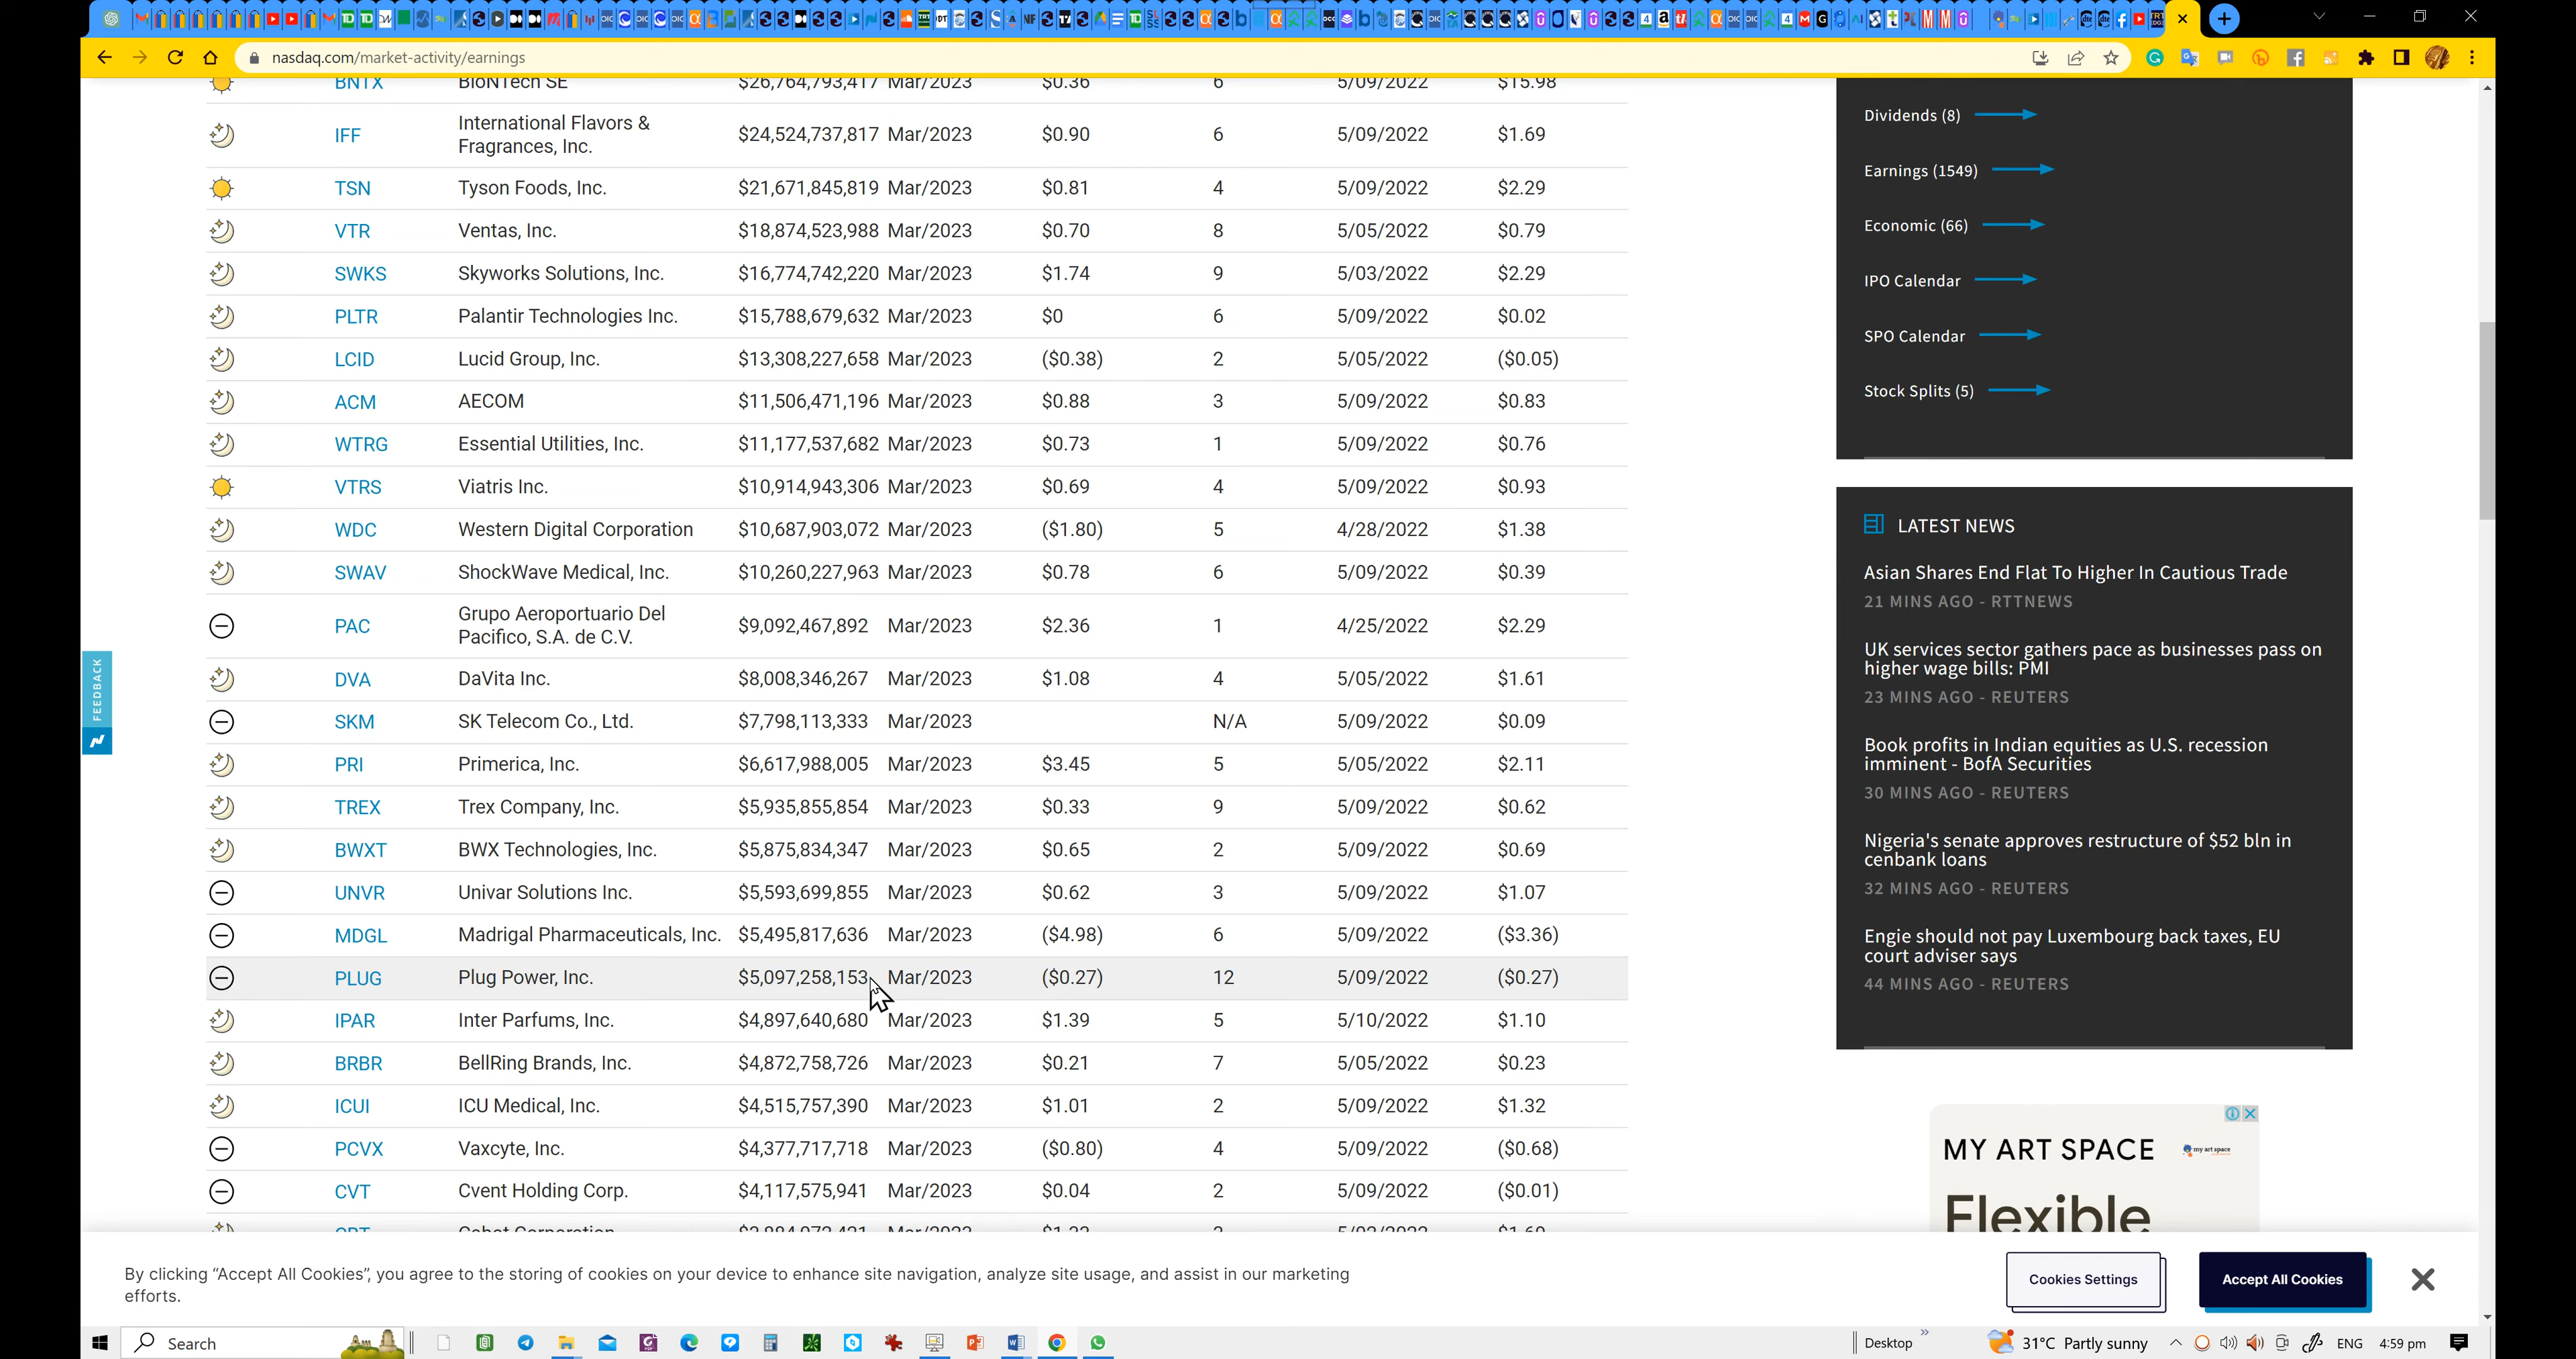 nasdaq.com/market-activity/earnings
BNTX BioNTech SE $26,764,793,417 Mar/2023 $0.36 6 5/09/2022 $15.98
IFF International Flavors & Fragrances, Inc. $24,524,737,817 Mar/2023 $0.90 6 5/09/2022 $1.69
TSN Tyson Foods, Inc. $21,671,845,819 Mar/2023 $0.81 4 5/09/2022 $2.29
VTR Ventas, Inc. $18,874,523,988 Mar/2023 $0.70 8 5/05/2022 $0.79
SWKS Skyworks Solutions, Inc. $16,774,742,220 Mar/2023 $1.74 9 5/03/2022 $2.29
PLTR Palantir Technologies Inc. $15,788,679,632 Mar/2023 $0 6 5/09/2022 $0.02
LCID Lucid Group, Inc. $13,308,227,658 Mar/2023 ($0.38) 2 5/05/2022 ($0.05)
ACM AECOM $11,506,471,196 Mar/2023 $0.88 3 5/09/2022 $0.83
WTRG Essential Utilities, Inc. $11,177,537,682 Mar/2023 $0.73 1 5/09/2022 $0.76
VTRS Viatris Inc. $10,914,943,306 Mar/2023 $0.69 4 5/09/2022 $0.93
WDC Western Digital Corporation $10,687,903,072 Mar/2023 ($1.80) 5 4/28/2022 $1.38
SWAV ShockWave Medical, Inc. $10,260,227,963 Mar/2023 $0.78 6 5/09/2022 $0.39
PAC Grupo Aeroportuario Del Pacifico, S.A. de C.V. $9,092,467,892 Mar/2023 $2.36 1 4/25/2022 $2.29
DVA DaVita Inc. $8,008,346,267 Mar/2023 $1.08 4 5/05/2022 $1.61
SKM SK Telecom Co., Ltd. $7,798,113,333 Mar/2023 N/A 5/09/2022 $0.09
PRI Primerica, Inc. $6,617,988,005 Mar/2023 $3.45 5 5/05/2022 $2.11
TREX Trex Company, Inc. $5,935,855,854 Mar/2023 $0.33 9 5/09/2022 $0.62
BWXT BWX Technologies, Inc. $5,875,834,347 Mar/2023 $0.65 2 5/09/2022 $0.69
UNVR Univar Solutions Inc. $5,593,699,855 Mar/2023 $0.62 3 5/09/2022 $1.07
MDGL Madrigal Pharmaceuticals, Inc. $5,495,817,636 Mar/2023 ($4.98) 6 5/09/2022 ($3.36)
PLUG Plug Power, Inc. $5,097,258,153 Mar/2023 ($0.27) 12 5/09/2022 ($0.27)
IPAR Inter Parfums, Inc. $4,897,640,680 Mar/2023 $1.39 5 5/10/2022 $1.10
BRBR BellRing Brands, Inc. $4,872,758,726 Mar/2023 $0.21 7 5/05/2022 $0.23
ICUI ICU Medical, Inc. $4,515,757,390 Mar/2023 $1.01 2 5/09/2022 $1.32
PCVX Vaxcyte, Inc. $4,377,717,718 Mar/2023 ($0.80) 4 5/09/2022 ($0.68)
CVT Cvent Holding Corp. $4,117,575,941 Mar/2023 $0.04 2 5/09/2022 ($0.01)
FEEDBACK
Dividends (8)
Earnings (1549)
Economic (66)
IPO Calendar
SPO Calendar
Stock Splits (5)
LATEST NEWS
Asian Shares End Flat To Higher In Cautious Trade
21 MINS AGO - RTTNEWS
UK services sector gathers pace as businesses pass on
higher wage bills: PMI
23 MINS AGO - REUTERS
Book profits in Indian equities as U.S. recession
imminent - BofA Securities
30 MINS AGO - REUTERS
Nigeria's senate approves restructure of $52 bln in
cenbank loans
32 MINS AGO - REUTERS
Engie should not pay Luxembourg back taxes, EU
court adviser says
44 MINS AGO - REUTERS
MY ART SPACE my art space
Flexible
By clicking “Accept All Cookies”, you agree to the storing of cookies on your device to enhance site navigation, analyze site usage, and assist in our marketing
efforts.
Cookies Settings
Accept All Cookies
Search
Desktop
31°C Partly sunny
ENG
4:59 pm